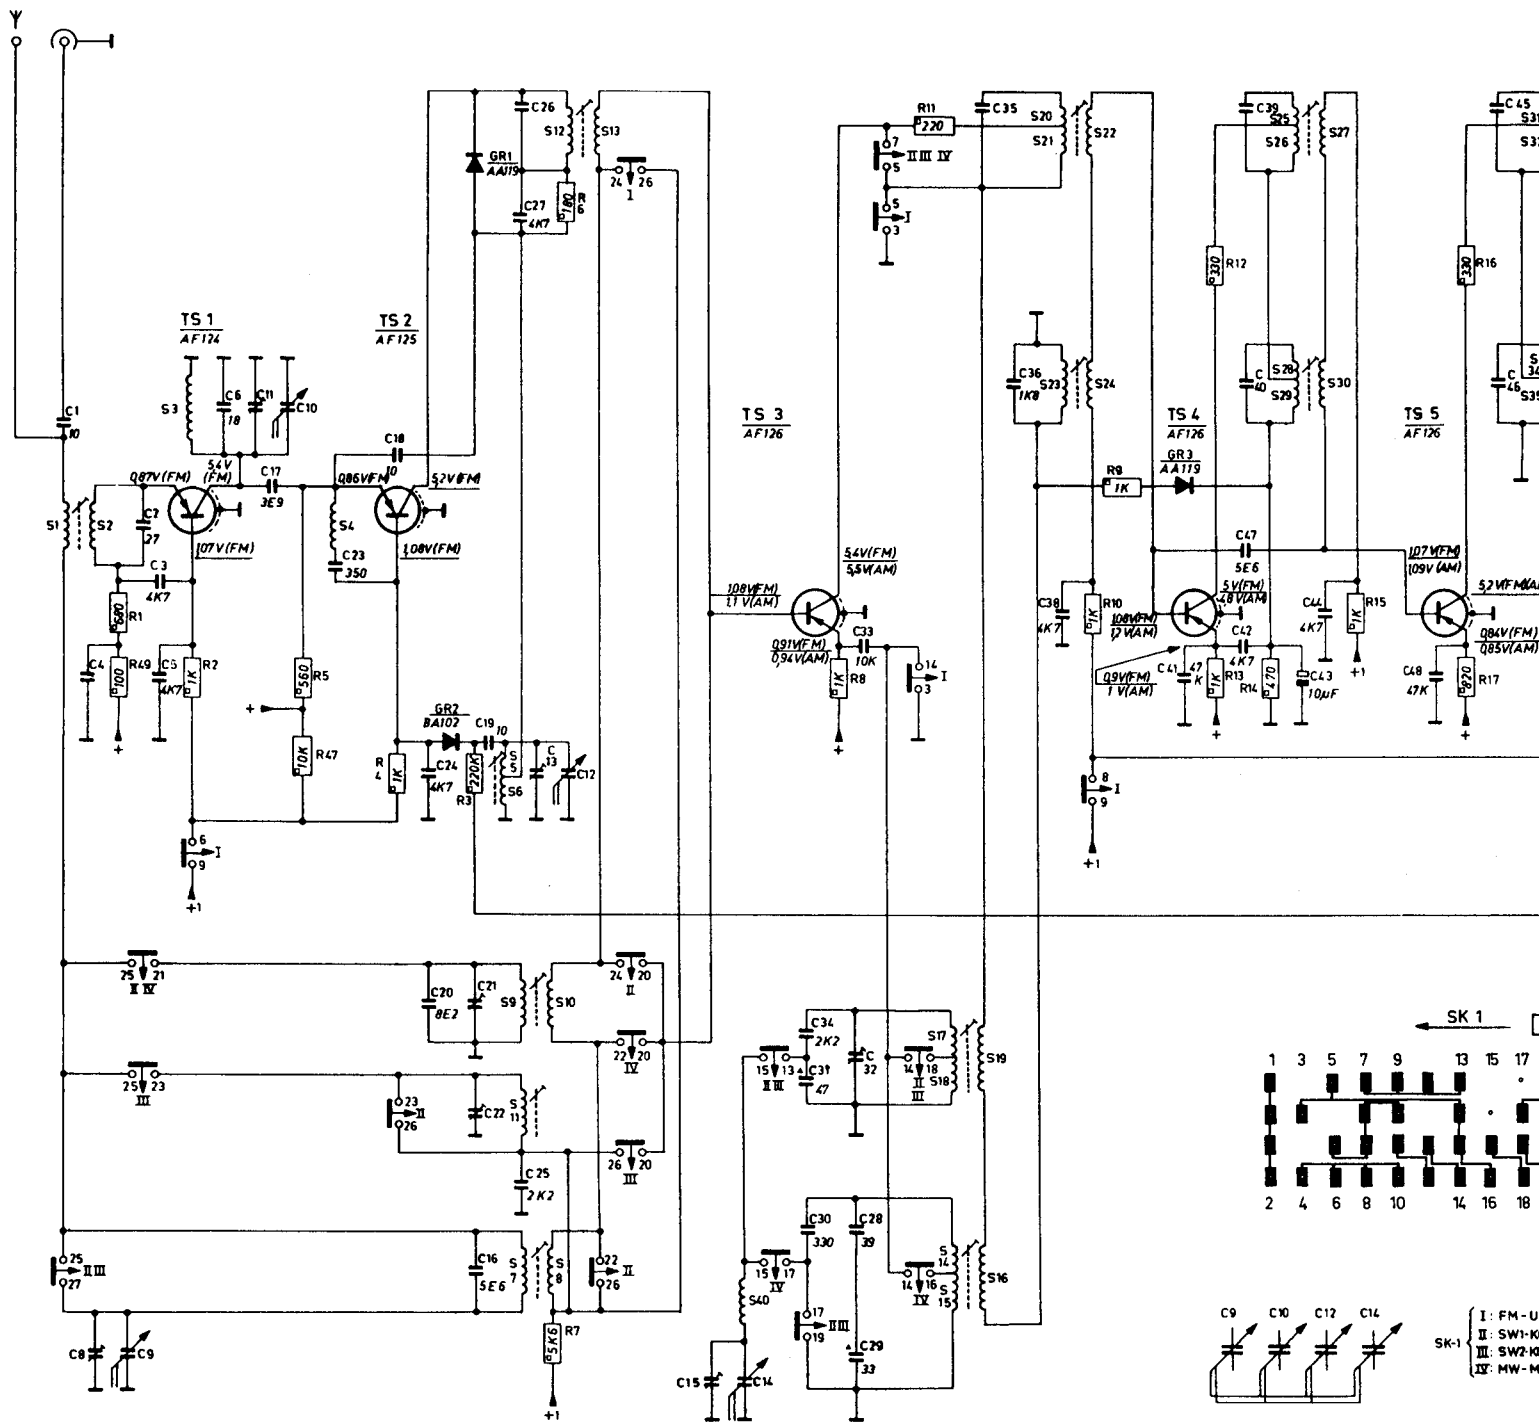 C26
S12
S13
C35
R11
220
S20
S21
S22
C39
S25
S26
S27
C45
S31
7
II III IV
5
GR1
AA119
24
26
1
180
C27
4K7
5
I
3
330
R12
330
R16
TS 1
AF124
TS 2
AF125
S3
C6
18
C11
C10
C36
1K8
S23
S24
C
40
S28
S29
S30
C
46
S35
C1
10
TS 3
AF126
TS 4
AF126
TS 5
AF126
C18
10
GR3
AA119
R9
1K
0,87V(FM)
5,4V
(FM)
C17
3E9
0,86V(FM)
5,2V(FM)
S1
S2
C2
27
S4
1,07V(FM)
1,08V(FM)
C23
350
C3
4K7
5,4V(FM)
5,5V(AM)
C47
5E6
1,07V(FM)
1,09V(AM)
1,08V(FM)
1,1V(AM)
680
R1
C38
4K7
R10
1K
1,08V(FM)
1,2V(AM)
5V(FM)
4,8V(AM)
C44
4K7
R15
1K
0,84V(FM)
0,85V(AM)
0,91V(FM)
0,94V(AM)
C33
10K
C42
4K7
C4
R49
100
4K7
R2
1K
R5
560
R8
1K
14
I
3
C41
47
K
R13
1K
R14
470
C43
10µF
C48
47K
R17
820
0,9V(FM)
1V(AM)
+
+
+
+
+
+1
GR2
BA102
C19
10
10K
R47
R
4
1K
C24
4K7
220K
R3
S
5
S6
C
13
C12
8
I
9
+1
6
I
9
+1
25
21
II IV
C20
8E2
C21
S9
S10
24
20
II
SK 1
C34
2K2
S17
S19
22
20
IV
15
13
II III
C31
47
C
32
14
18
II
III
S18
1
3
5
7
9
13
15
17
25
23
III
23
II
26
C22
S
11
26
20
III
C25
2K2
2
4
6
8
10
14
16
18
C30
330
C28
39
25
II III
27
C16
5E6
S
7
S
8
22
II
26
15
17
IV
14
16
IV
S
14
S
15
S16
S40
17
II III
19
C9
C10
C12
C14
R7
5K6
C8
C9
C29
33
C15
C14
+1
SK-1
I: FM-U
II: SW1-K
III: SW2-K
IV: MW-M